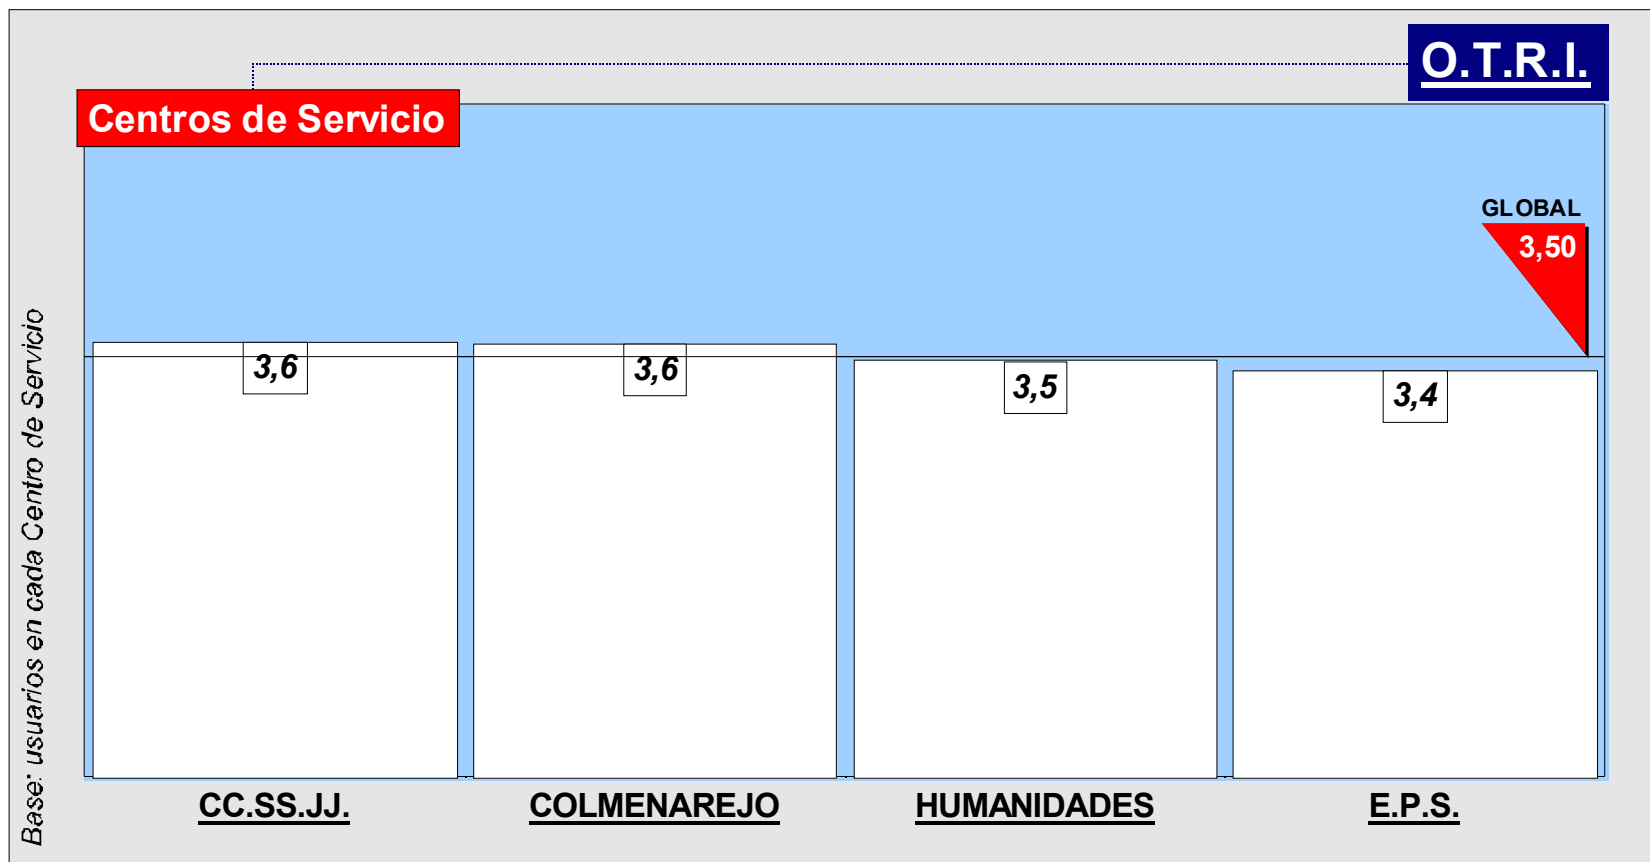 O.T.R.I.
Centros de Servicio
GLOBAL
3,50
3,6
3,6
3,5
3,4
CC.SS.JJ.
COLMENAREJO
HUMANIDADES
E.P.S.
Base: usuarios en cada Centro de Servicio